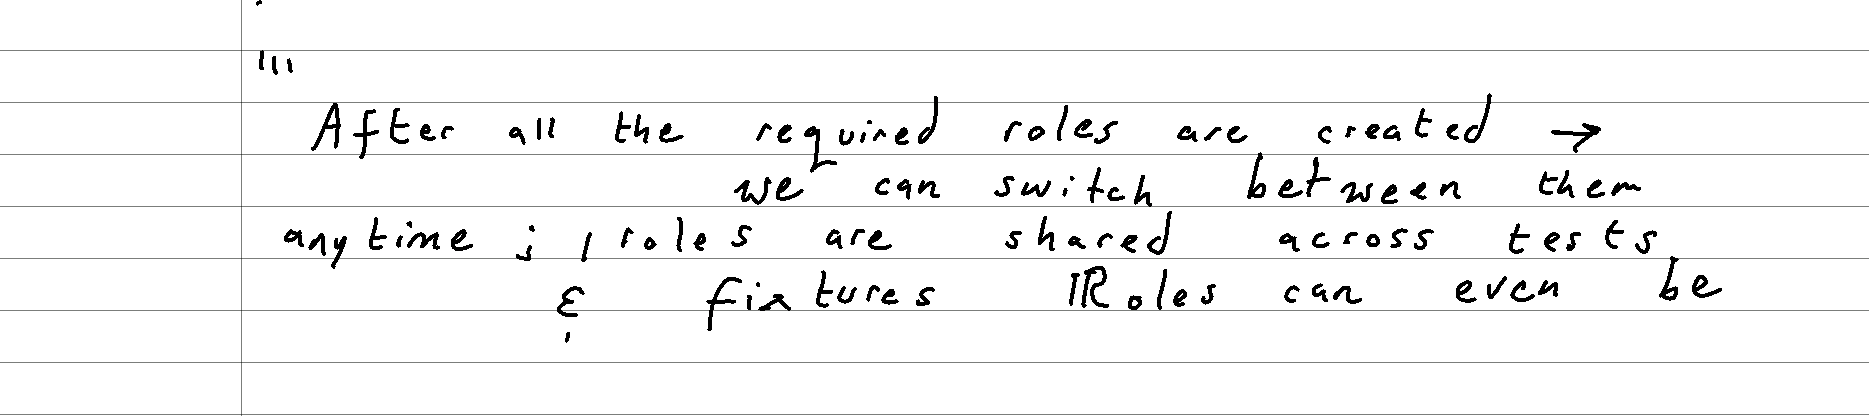 After all the required roles are created →
we can switch between them
anytime ; roles are shared across tests
& fixtures Roles can even be